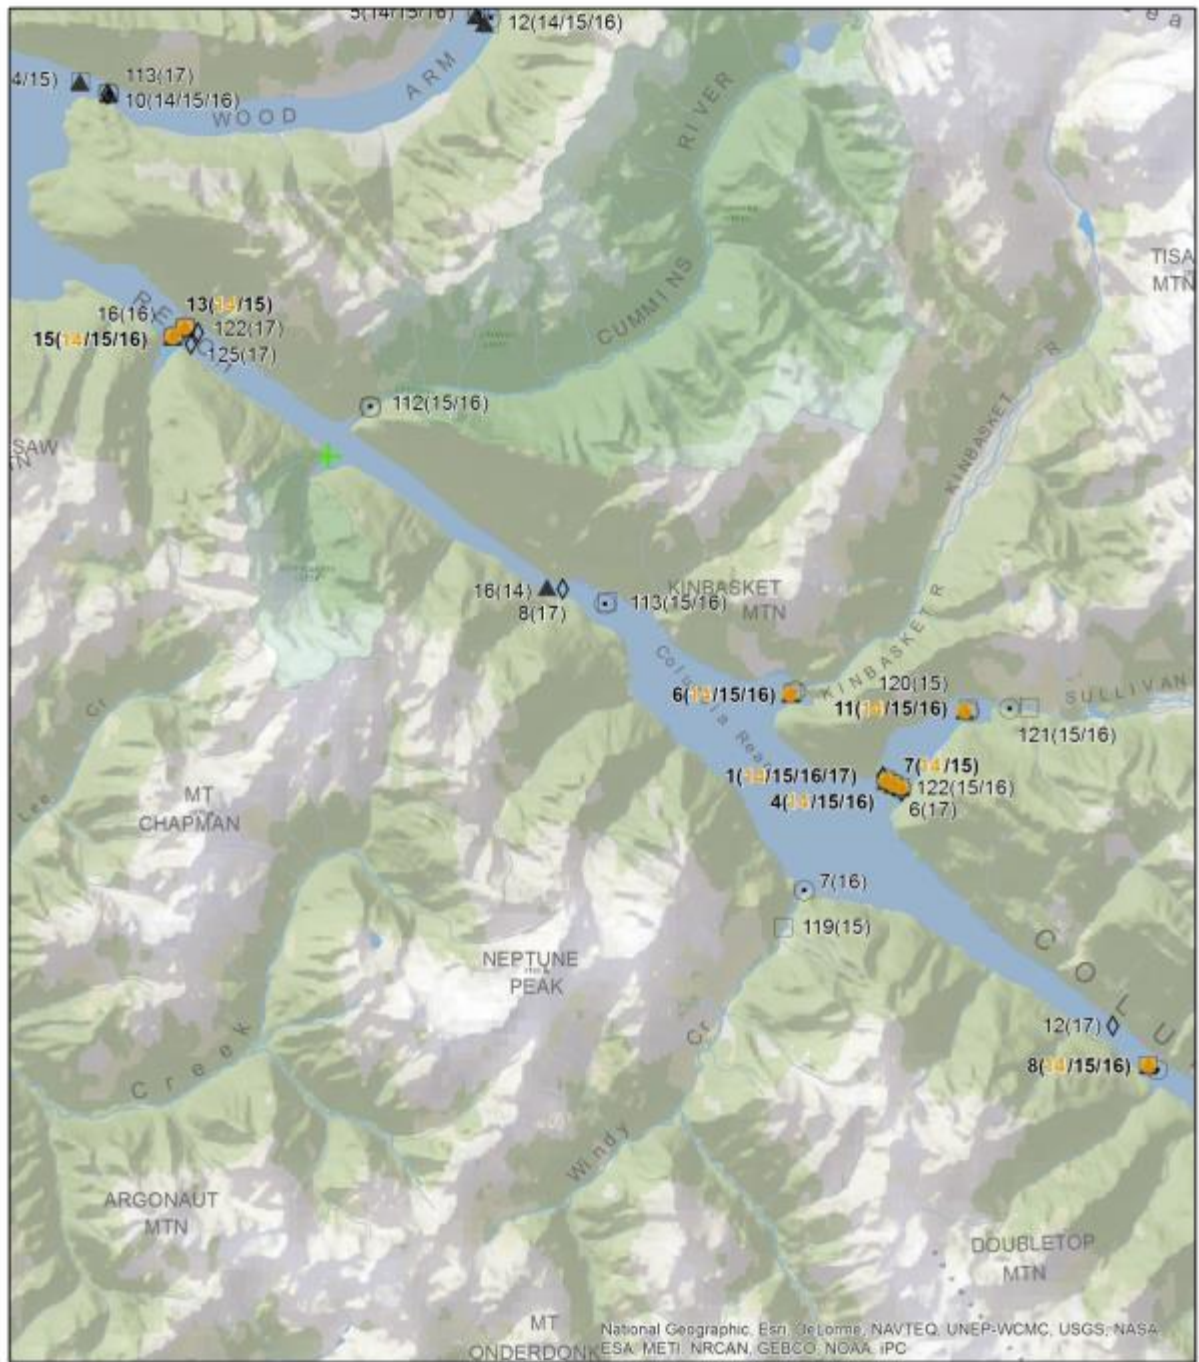 5(14/15/16)
12(14/15/16)
4/15)
113(17)
10(14/15/16)
WOOD ARM
RIVER
CUMMINS
TISA
MTN
13(14/15)
16(16)
122(17)
15(14/15/16)
125(17)
112(15/16)
SAW
TN
KINBASKET R
16(14)
8(17)
113(15/16)
KINBASKET
MTN
Columbia Reach
6(14/15/16)
KINBASKET R
120(15)
SULLIVAN
11(14/15/16)
121(15/16)
7(14/15)
1(14/15/16/17)
122(15/16)
4(14/15/16)
6(17)
Cr
Lee
MT
CHAPMAN
7(16)
119(15)
NEPTUNE
PEAK
COLU
12(17)
8(14/15/16)
Creek
Windy Cr
ARGONAUT
MTN
DOUBLETOP
MTN
MT
ONDERDONK
National Geographic, Esri, DeLorme, NAVTEQ, UNEP-WCMC, USGS, NASA,
ESA, METI, NRCAN, GEBCO, NOAA, iPC